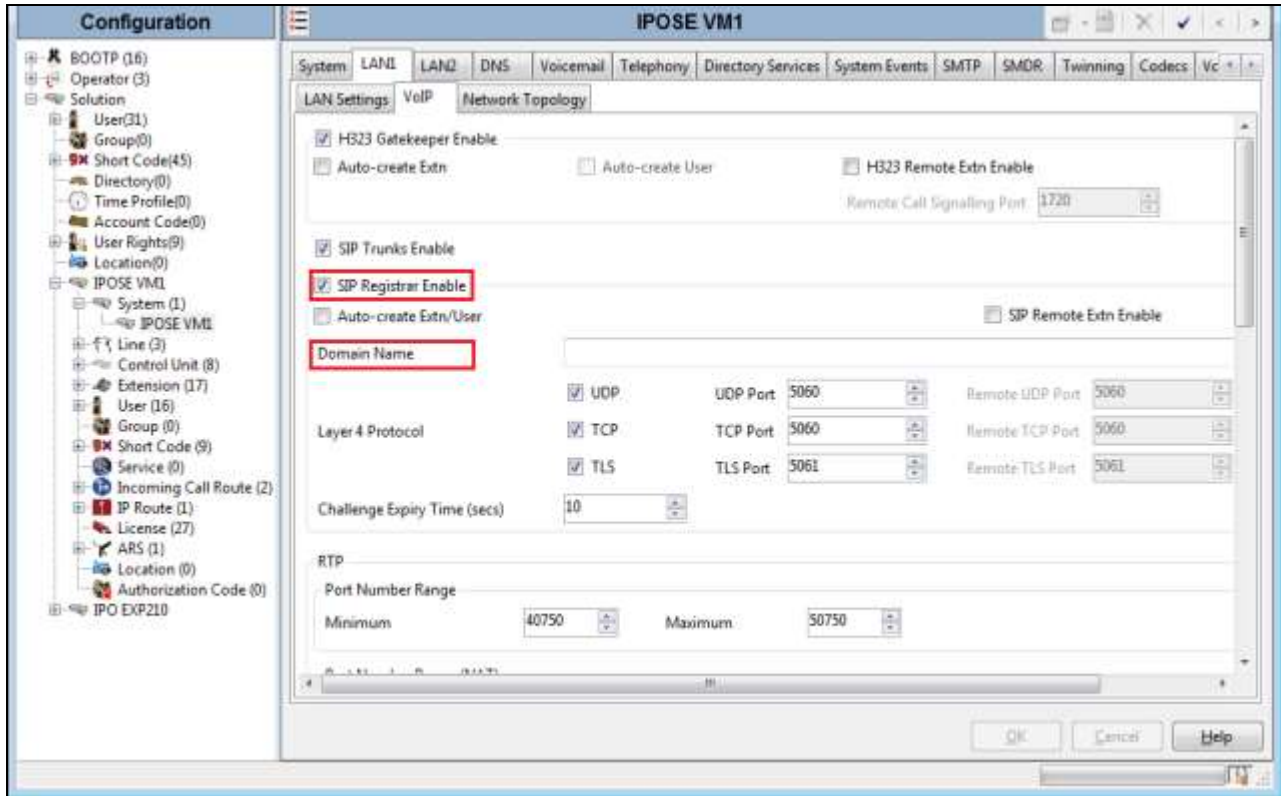 Configuration
BOOTP (16)
Operator (3)
Solution
User(31)
Group(0)
Short Code(45)
Directory(0)
Time Profile(0)
Account Code(0)
User Rights(9)
Location(0)
IPOSE VM1
System (1)
IPOSE VM1
Line (3)
Control Unit (8)
Extension (17)
User (16)
Group (0)
Short Code (9)
Service (0)
Incoming Call Route (2)
IP Route (1)
License (27)
ARS (1)
Location (0)
Authorization Code (0)
IPO EXP210
IPOSE VM1
System LAN1 LAN2 DNS Voicemail Telephony Directory Services System Events SMTP SMDR Twinning Codecs
LAN Settings VoIP Network Topology
H323 Gatekeeper Enable
Auto-create Extn Auto-create User H323 Remote Extn Enable
Remote Call Signalling Port 1720
SIP Trunks Enable
SIP Registrar Enable
Auto-create Extn/User SIP Remote Extn Enable
Domain Name
UDP UDP Port 5060 Remote UDP Port 5060
Layer 4 Protocol TCP TCP Port 5060 Remote TCP Port 5060
TLS TLS Port 5061 Remote TLS Port 5061
Challenge Expiry Time (secs) 10
RTP
Port Number Range
Minimum 40750 Maximum 50750
OK Cancel Help